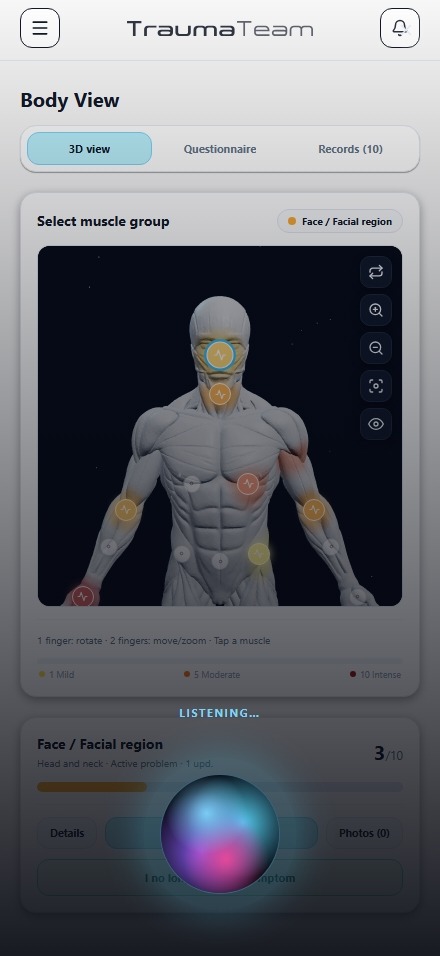 TraumaTeam
Body View
3D view Questionnaire Records (10)
Select muscle group Face / Facial region
1 finger: rotate · 2 fingers: move/zoom · Tap a muscle
1 Mild 5 Moderate 10 Intense
LISTENING...
Face / Facial region 3/10
Head and neck · Active problem · 1 upd.
Details Photos (0)
I no